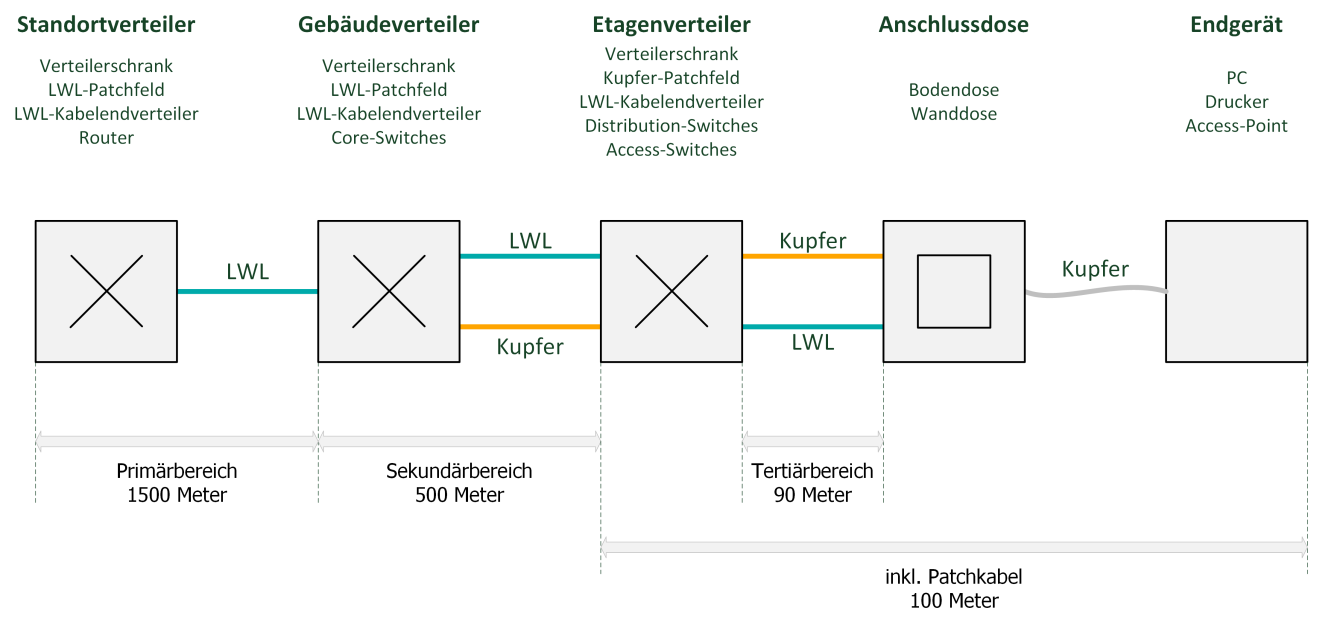 Standortverteiler
Verteilerschrank
LWL-Patchfeld
LWL-Kabelendverteiler
Router
Gebäudeverteiler
Verteilerschrank
LWL-Patchfeld
LWL-Kabelendverteiler
Core-Switches
Etagenverteiler
Verteilerschrank
Kupfer-Patchfeld
LWL-Kabelendverteiler
Distribution-Switches
Access-Switches
Anschlussdose
Bodendose
Wanddose
Endgerät
PC
Drucker
Access-Point
LWL
LWL
Kupfer
Kupfer
LWL
Kupfer
Primärbereich
1500 Meter
Sekundärbereich
500 Meter
Tertiärbereich
90 Meter
inkl. Patchkabel
100 Meter